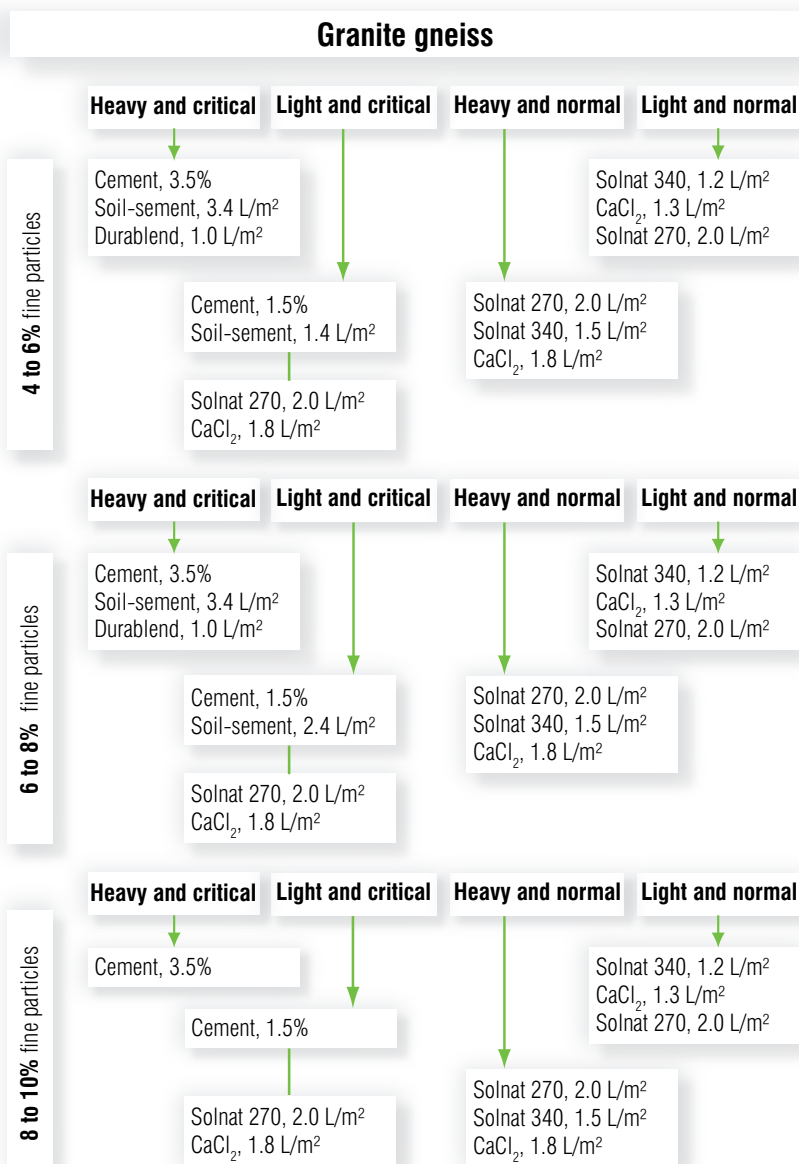 Granite gneiss
Heavy and critical
Light and critical
Heavy and normal
Light and normal
4 to 6% fine particles
Cement, 3.5%
Soil-sement, 3.4 L/m²
Durablend, 1.0 L/m²
Cement, 1.5%
Soil-sement, 1.4 L/m²
Solnat 270, 2.0 L/m²
CaCl₂, 1.8 L/m²
Solnat 270, 2.0 L/m²
Solnat 340, 1.5 L/m²
CaCl₂, 1.8 L/m²
Solnat 340, 1.2 L/m²
CaCl₂, 1.3 L/m²
Solnat 270, 2.0 L/m²
Heavy and critical
Light and critical
Heavy and normal
Light and normal
6 to 8% fine particles
Cement, 3.5%
Soil-sement, 3.4 L/m²
Durablend, 1.0 L/m²
Cement, 1.5%
Soil-sement, 2.4 L/m²
Solnat 270, 2.0 L/m²
CaCl₂, 1.8 L/m²
Solnat 270, 2.0 L/m²
Solnat 340, 1.5 L/m²
CaCl₂, 1.8 L/m²
Solnat 340, 1.2 L/m²
CaCl₂, 1.3 L/m²
Solnat 270, 2.0 L/m²
Heavy and critical
Light and critical
Heavy and normal
Light and normal
8 to 10% fine particles
Cement, 3.5%
Cement, 1.5%
Solnat 270, 2.0 L/m²
CaCl₂, 1.8 L/m²
Solnat 270, 2.0 L/m²
Solnat 340, 1.5 L/m²
CaCl₂, 1.8 L/m²
Solnat 340, 1.2 L/m²
CaCl₂, 1.3 L/m²
Solnat 270, 2.0 L/m²